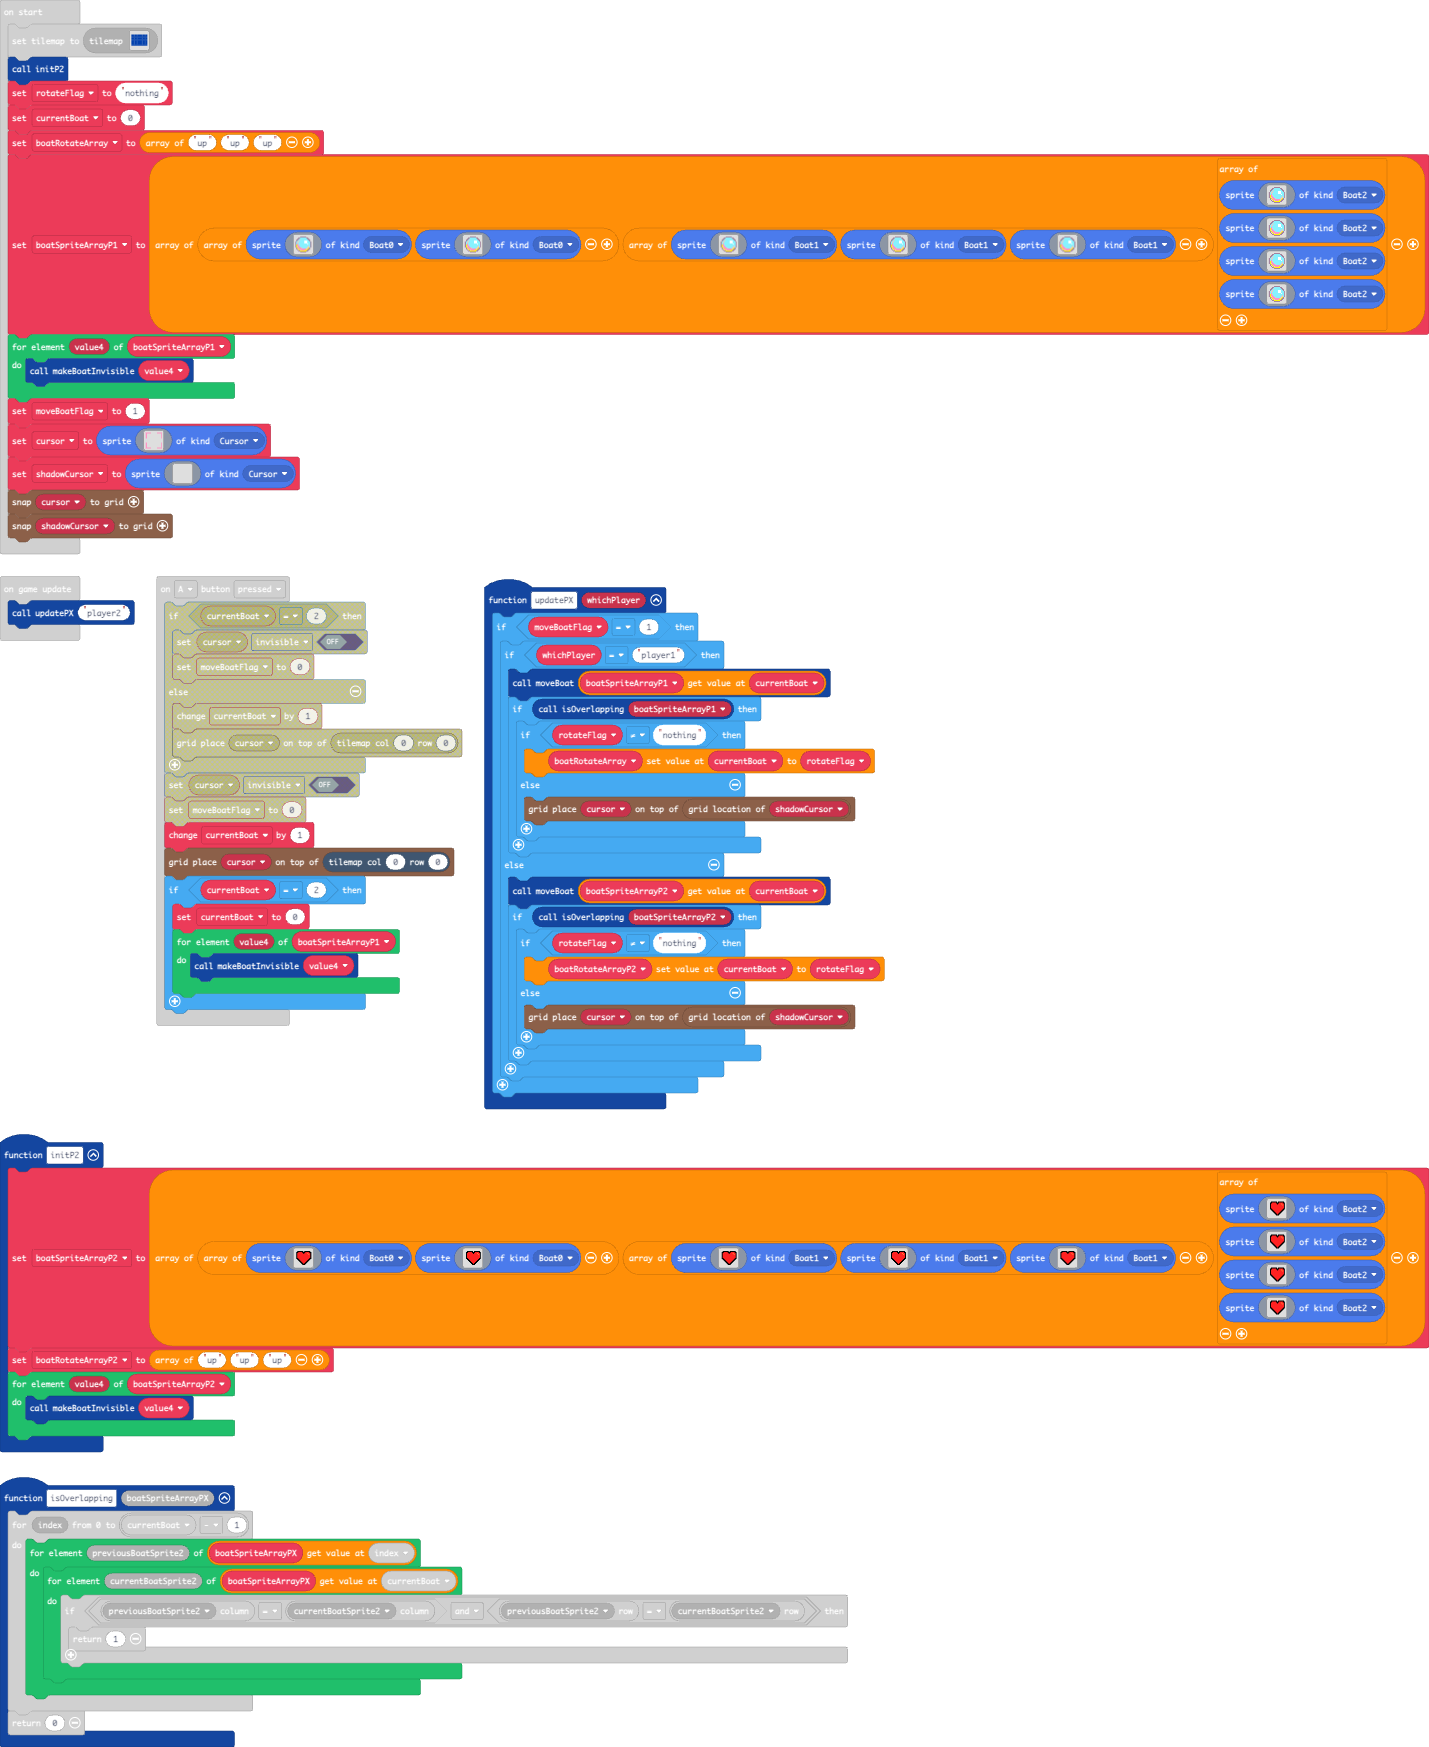 on start
set tilemap to tilemap
call initP2
set rotateFlag to "nothing"
set currentBoat to 0
set boatRotateArray to array of "up" "up" "up"
set boatSpriteArrayP1 to array of array of sprite of kind Boat0 sprite of kind Boat0 array of sprite of kind Boat1 sprite of kind Boat1 sprite of kind Boat1 array of
sprite of kind Boat2
sprite of kind Boat2
sprite of kind Boat2
sprite of kind Boat2
for element value4 of boatSpriteArrayP1
do call makeBoatInvisible value4
set moveBoatFlag to 1
set cursor to sprite of kind Cursor
set shadowCursor to sprite of kind Cursor
snap cursor to grid
snap shadowCursor to grid
on game update
call updatePX "player2"
on A button pressed
if currentBoat = 2 then
set cursor invisible OFF
set moveBoatFlag to 0
else
change currentBoat by 1
grid place cursor on top of tilemap col 0 row 0
set cursor invisible OFF
set moveBoatFlag to 0
change currentBoat by 1
grid place cursor on top of tilemap col 0 row 0
if currentBoat = 2 then
set currentBoat to 0
for element value4 of boatSpriteArrayP1
do call makeBoatInvisible value4
function updatePX whichPlayer
if moveBoatFlag = 1 then
if whichPlayer = "player1" then
call moveBoat boatSpriteArrayP1 get value at currentBoat
if call isOverlapping boatSpriteArrayP1 then
if rotateFlag ≠ "nothing" then
boatRotateArray set value at currentBoat to rotateFlag
else
grid place cursor on top of grid location of shadowCursor
else
call moveBoat boatSpriteArrayP2 get value at currentBoat
if call isOverlapping boatSpriteArrayP2 then
if rotateFlag ≠ "nothing" then
boatRotateArrayP2 set value at currentBoat to rotateFlag
else
grid place cursor on top of grid location of shadowCursor
function initP2
set boatSpriteArrayP2 to array of array of sprite of kind Boat0 sprite of kind Boat0 array of sprite of kind Boat1 sprite of kind Boat1 sprite of kind Boat1 array of
sprite of kind Boat2
sprite of kind Boat2
sprite of kind Boat2
sprite of kind Boat2
set boatRotateArrayP2 to array of "up" "up" "up"
for element value4 of boatSpriteArrayP2
do call makeBoatInvisible value4
function isOverlapping boatSpriteArrayPX
for index from 0 to currentBoat - 1
do for element previousBoatSprite2 of boatSpriteArrayPX get value at index
do for element currentBoatSprite2 of boatSpriteArrayPX get value at currentBoat
do if previousBoatSprite2 column = currentBoatSprite2 column and previousBoatSprite2 row = currentBoatSprite2 row then
return 1
return 0